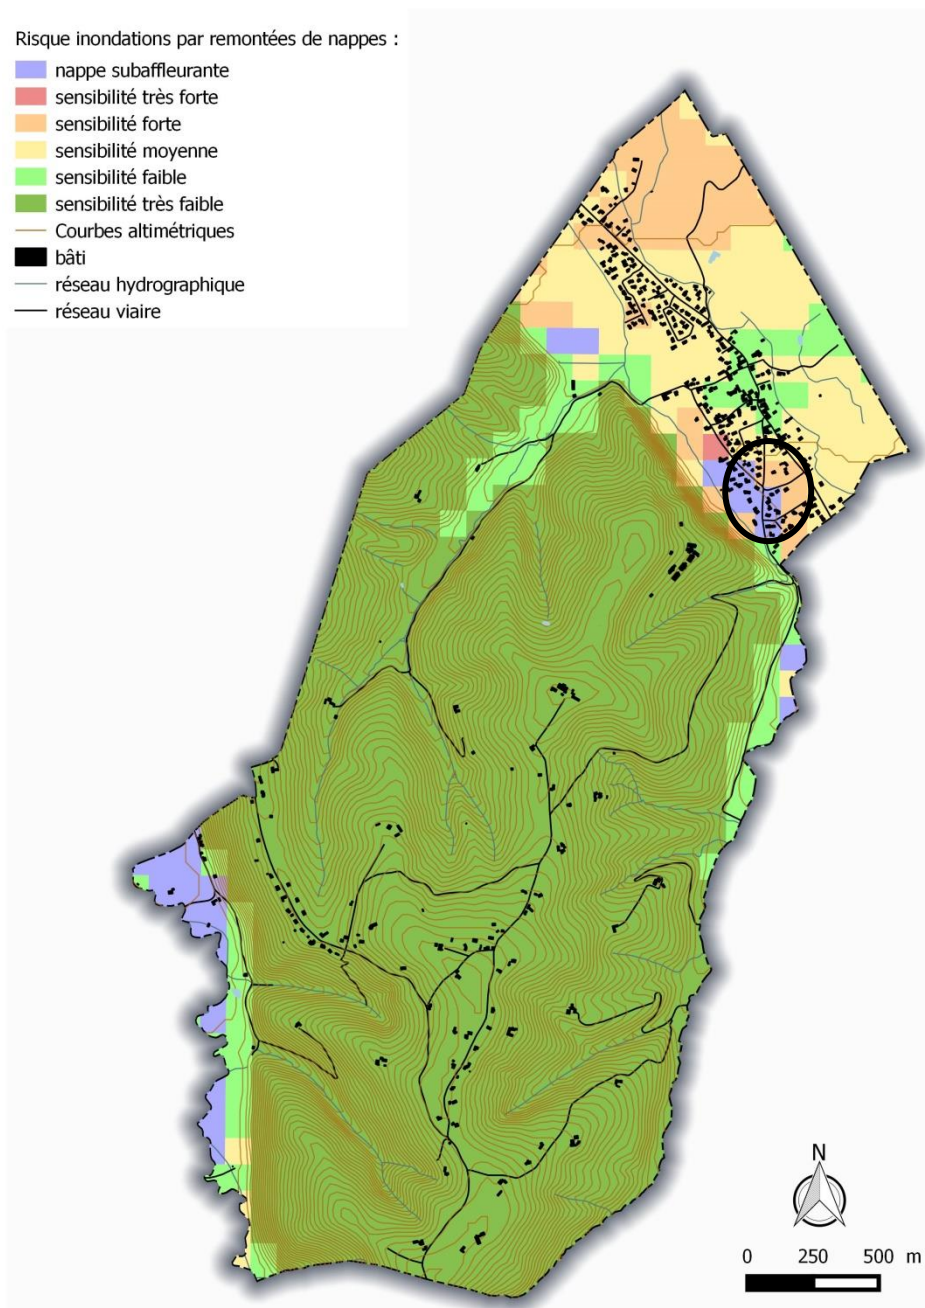 Risque inondations par remontées de nappes :
nappe subaffleurante
sensibilité très forte
sensibilité forte
sensibilité moyenne
sensibilité faible
sensibilité très faible
Courbes altimétriques
bâti
réseau hydrographique
réseau viaire
N
0 250 500 m